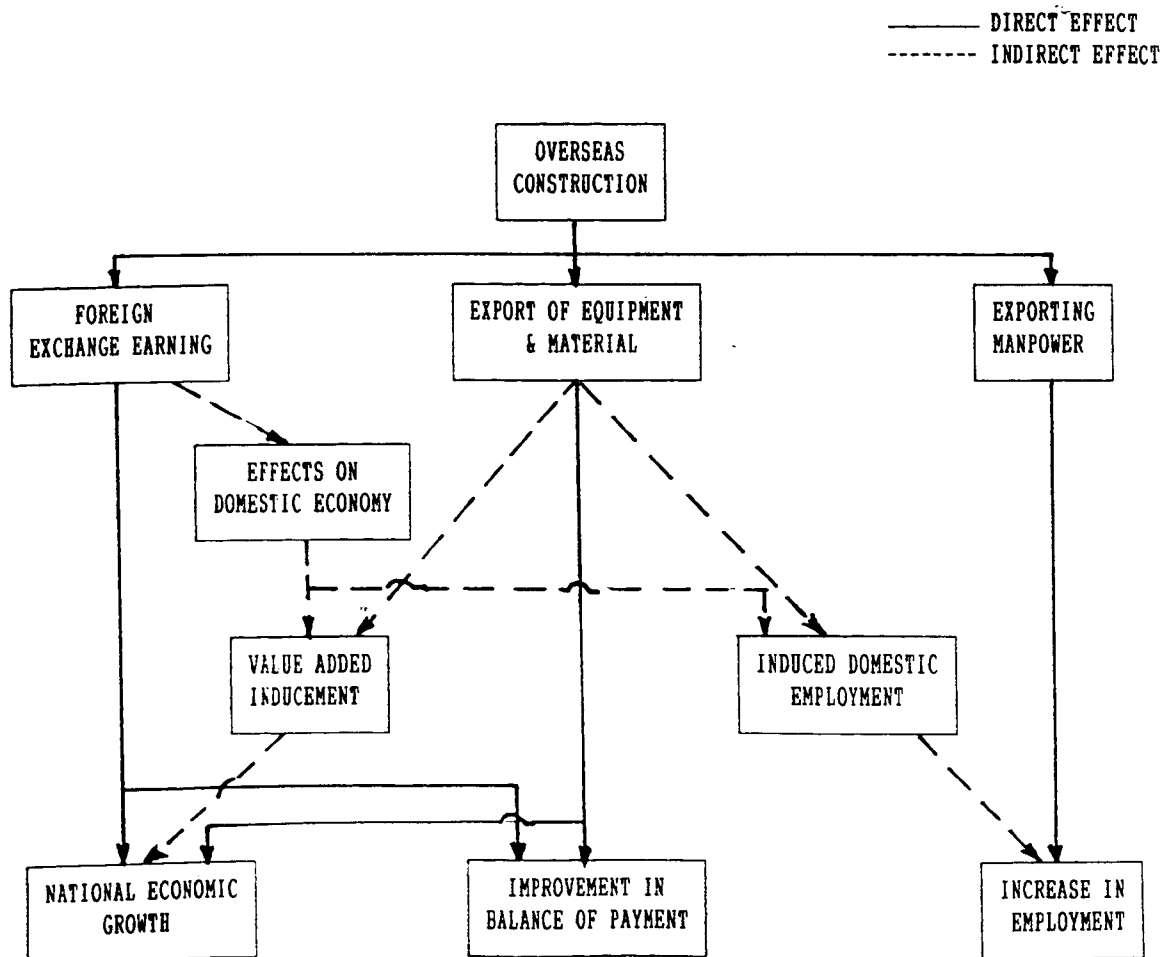 DIRECT EFFECT
INDIRECT EFFECT
OVERSEAS
CONSTRUCTION
FOREIGN
EXCHANGE EARNING
EXPORT OF EQUIPMENT
& MATERIAL
EXPORTING
MANPOWER
EFFECTS ON
DOMESTIC ECONOMY
VALUE ADDED
INDUCEMENT
INDUCED DOMESTIC
EMPLOYMENT
NATIONAL ECONOMIC
GROWTH
IMPROVEMENT IN
BALANCE OF PAYMENT
INCREASE IN
EMPLOYMENT